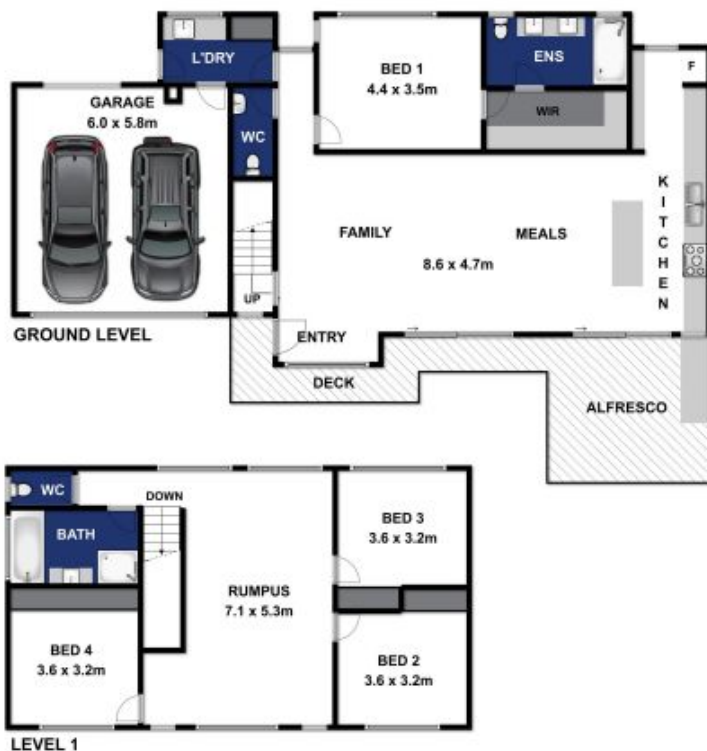 L'DRY
GARAGE
6.0 x 5.8m
WC
BED 1
4.4 x 3.5m
ENS
WIR
F
KITCHEN
FAMILY
MEALS
8.6 x 4.7m
UP
ENTRY
GROUND LEVEL
DECK
ALFRESCO
WC
BATH
DOWN
BED 3
3.6 x 3.2m
RUMPUS
7.1 x 5.3m
BED 4
3.6 x 3.2m
BED 2
3.6 x 3.2m
LEVEL 1